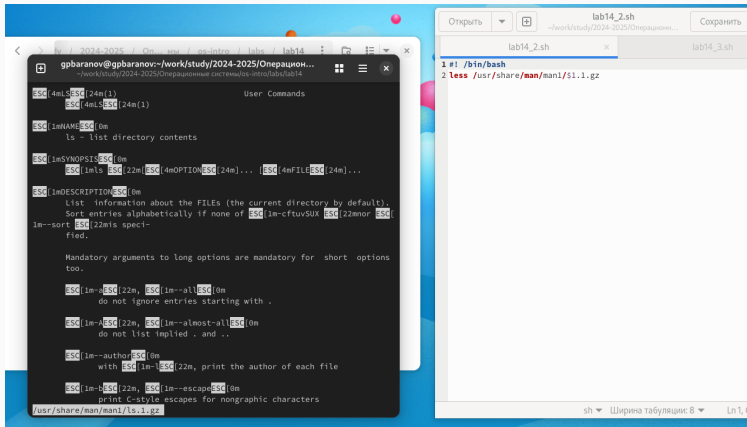 / 2024-2025 / Оп... мы / os-intro / labs / lab14
gpbaranov@gpbaranov:~/work/study/2024-2025/Операцион...
~/work/study/2024-2025/Операционные системы/os-intro/labs/lab14
ESC[4mLSESC[24m(1) User Commands
ESC[4mLSESC[24m(1)
ESC[1mNAMEESC[0m
ls - list directory contents
ESC[1mSYNOPSISESC[0m
ESC[1mls ESC[22m[ESC[4mOPTIONESC[24m]... [ESC[4mFILEESC[24m]...
ESC[1mDESCRIPTIONESC[0m
List information about the FILEs (the current directory by default).
Sort entries alphabetically if none of ESC[1m-cftuvSUX ESC[22mnor ESC[
1m--sort ESC[22mis speci-
fied.
Mandatory arguments to long options are mandatory for short options
too.
ESC[1m-aESC[22m, ESC[1m--allESC[0m
do not ignore entries starting with .
ESC[1m-AESC[22m, ESC[1m--almost-allESC[0m
do not list implied . and ..
ESC[1m--authorESC[0m
with ESC[1m-lESC[22m, print the author of each file
ESC[1m-bESC[22m, ESC[1m--escapeESC[0m
print C-style escapes for nongraphic characters
/usr/share/man/man1/ls.1.gz
Открыть
lab14_2.sh
~/work/study/2024-2025/Операционн...
Сохранить
lab14_2.sh
lab14_3.sh
1 #! /bin/bash
2 less /usr/share/man/man1/$1.1.gz
sh Ширина табуляции: 8 Ln 1,